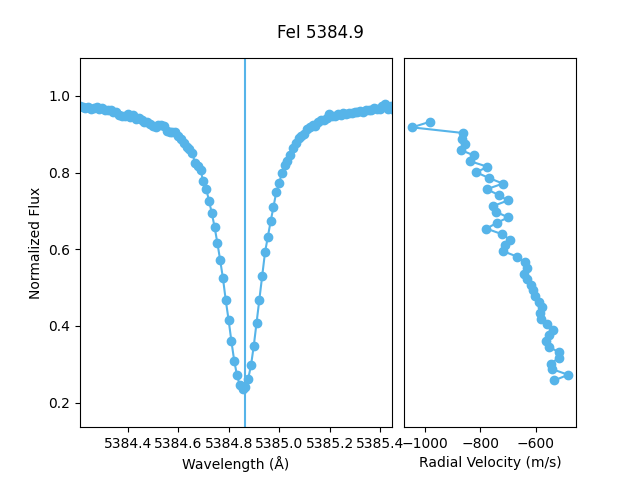 FeI 5384.9
Normalized Flux
1.0
0.8
0.6
0.4
0.2
5384.4 5384.6 5384.8 5385.0 5385.2 5385.4
−1000 −800 −600
Wavelength (Å)
Radial Velocity (m/s)